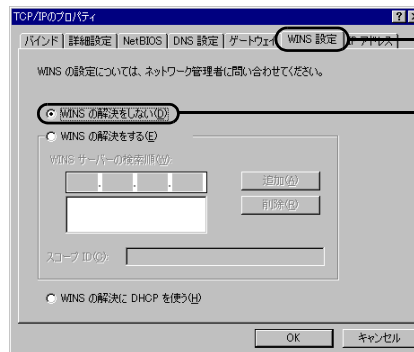 TCP/IPのプロパティ
バインド 詳細設定 NetBIOS DNS 設定 ゲートウェイ WINS 設定 IP アドレス
WINS の設定については、ネットワーク管理者に問い合わせてください。
WINS の解決をしない(D)
WINS の解決をする(E)
WINS サーバーの検索順(W):
追加(A)
削除(R)
スコープ ID(C):
WINS の解決に DHCP を使う(H)
OK キャンセル